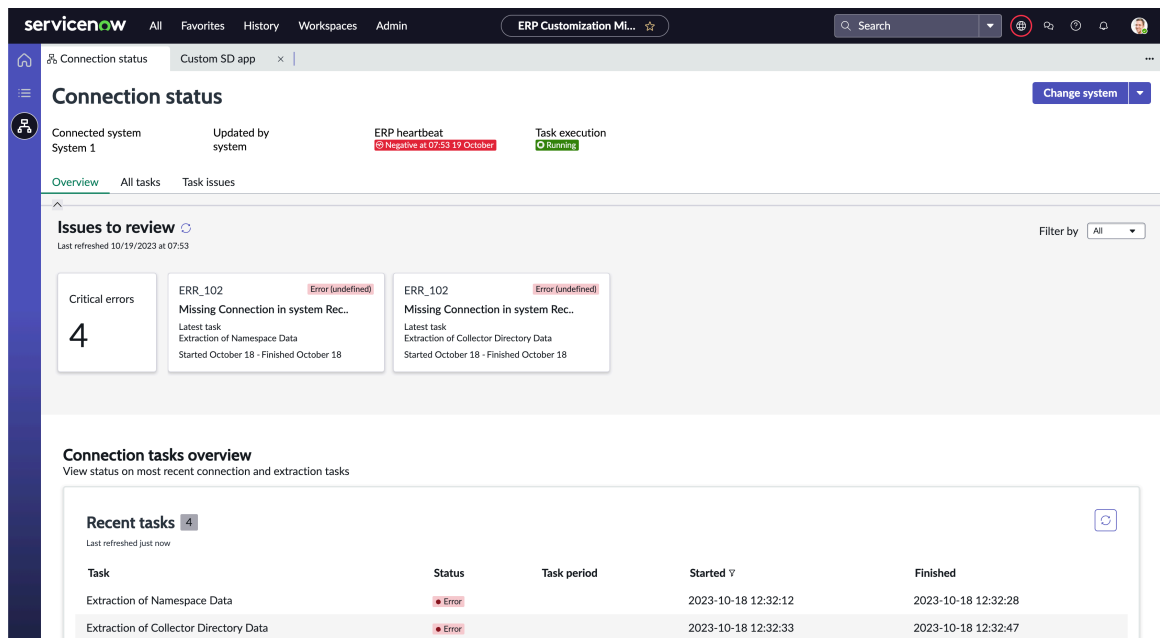 servicenow All Favorites History Workspaces Admin ERP Customization Mi... Search
Connection status Custom SD app ×
Connection status Change system
Connected system Updated by ERP heartbeat Task execution
System 1 system Negative at 07:53 19 October Running
Overview All tasks Task issues
Issues to review
Last refreshed 10/19/2023 at 07:53
Filter by All
Critical errors
4
ERR_102 Error (undefined)
Missing Connection in system Rec..
Latest task
Extraction of Namespace Data
Started October 18 - Finished October 18
ERR_102 Error (undefined)
Missing Connection in system Rec..
Latest task
Extraction of Collector Directory Data
Started October 18 - Finished October 18
Connection tasks overview
View status on most recent connection and extraction tasks
Recent tasks 4
Last refreshed just now
Task Status Task period Started Finished
Extraction of Namespace Data Error 2023-10-18 12:32:12 2023-10-18 12:32:28
Extraction of Collector Directory Data Error 2023-10-18 12:32:33 2023-10-18 12:32:47